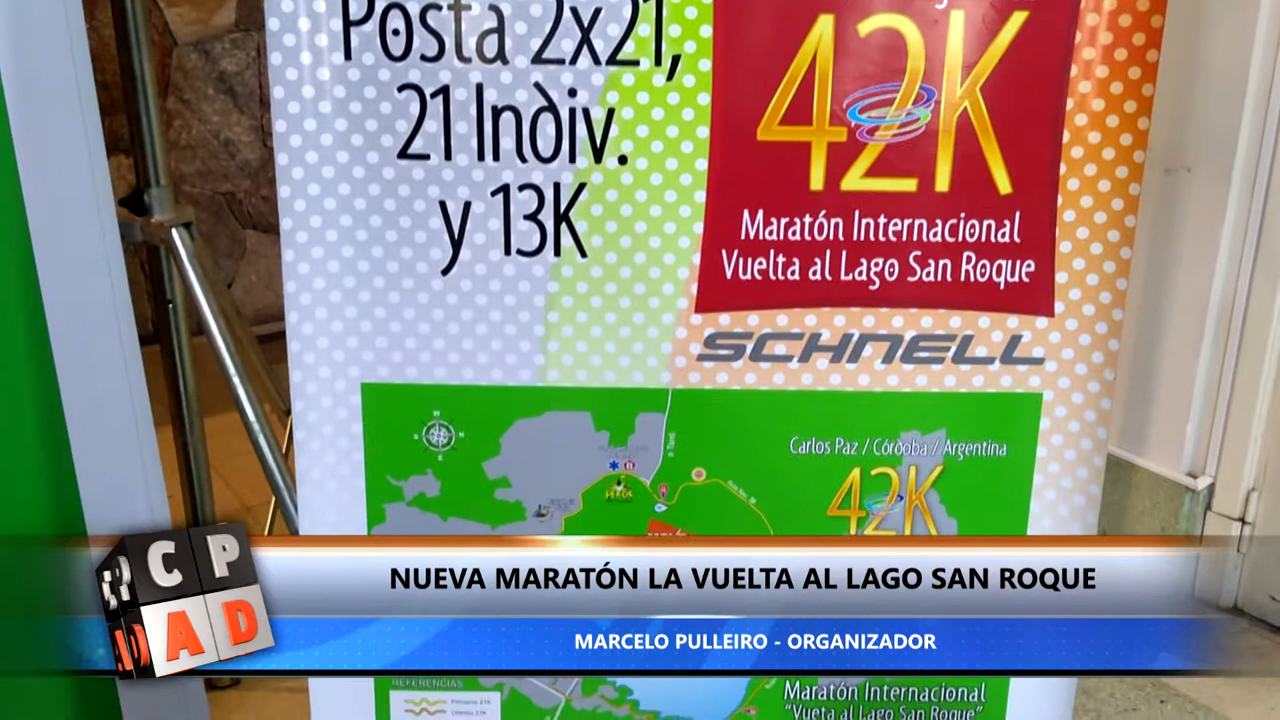 Posta 2x21,
21 Indiv.
y 13K
42K
Maratón Internacional
Vuelta al Lago San Roque
SCHNELL
Carlos Paz / Córdoba / Argentina
42K
CP
AD
NUEVA MARATÓN LA VUELTA AL LAGO SAN ROQUE
MARCELO PULLEIRO - ORGANIZADOR
REFERENCIAS
Maratón Internacional
"Vueta al Lago San Roque"